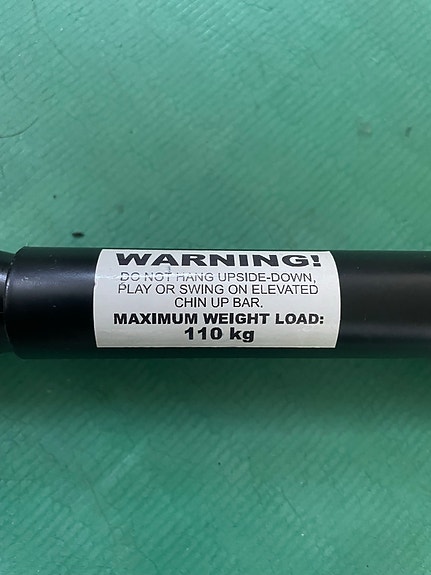 WARNING!
DO NOT HANG UPSIDE-DOWN,
PLAY OR SWING ON ELEVATED
CHIN UP BAR.
MAXIMUM WEIGHT LOAD:
110 kg